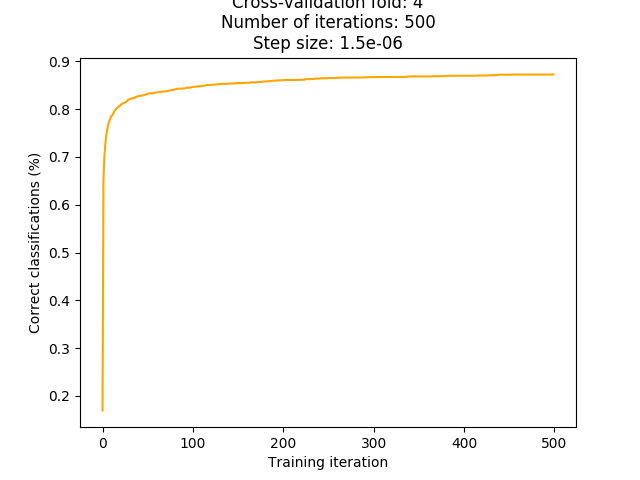 Cross-validation fold: 4
Number of iterations: 500
Step size: 1.5e-06
0.9
0.8
0.7
0.6
0.5
0.4
0.3
0.2
Correct classifications (%)
0 100 200 300 400 500
Training iteration